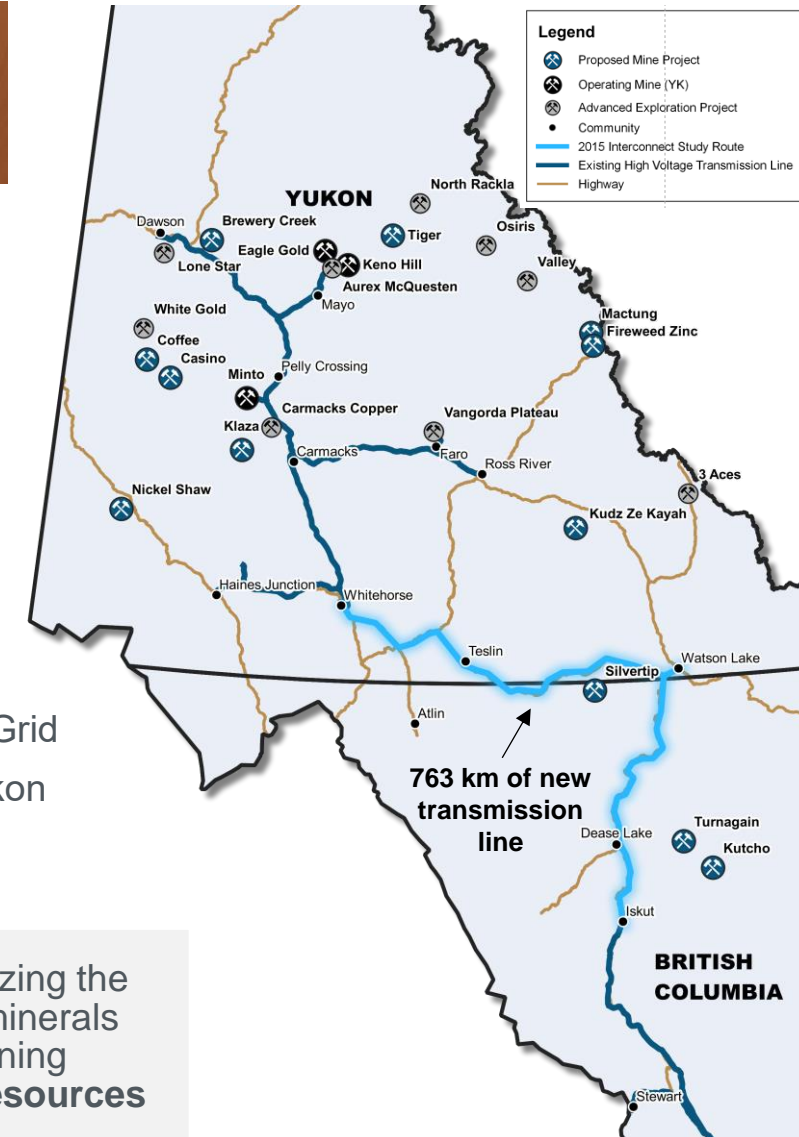 Legend
Proposed Mine Project
Operating Mine (YK)
Advanced Exploration Project
Community
2015 Interconnect Study Route
Existing High Voltage Transmission Line
Highway
YUKON
North Rackla
Dawson
Brewery Creek
Tiger
Osiris
Eagle Gold
Keno Hill
Lone Star
Valley
Aurex McQuesten
Mayo
White Gold
Mactung
Coffee
Fireweed Zinc
Casino
Pelly Crossing
Minto
Carmacks Copper
Vangorda Plateau
Klaza
Carmacks
Faro
Ross River
3 Aces
Nickel Shaw
Kudz Ze Kayah
Haines Junction
Whitehorse
Teslin
Watson Lake
Silvertip
Atlin
Grid
763 km of new
transmission
line
kon
Turnagain
Dease Lake
Kutcho
Iskut
BRITISH
COLUMBIA
zing the
minerals
ning
esources
Stewart